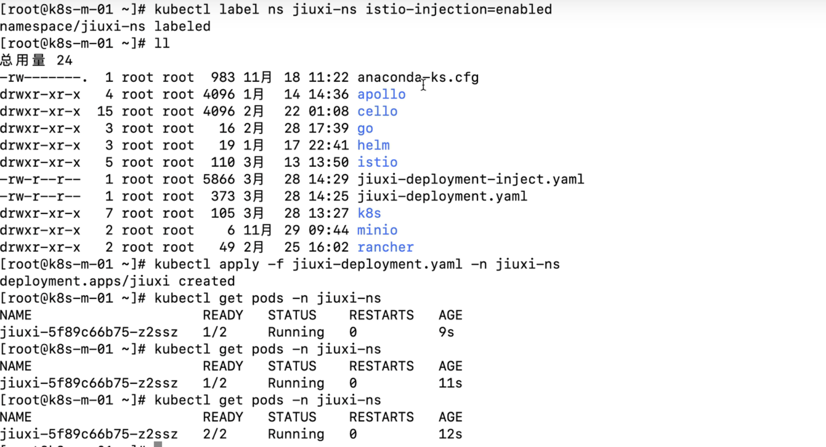 [root@k8s-m-01 ~]# kubectl label ns jiuxi-ns istio-injection=enabled
namespace/jiuxi-ns labeled
[root@k8s-m-01 ~]# ll
总用量 24
-rw-------.  1 root root  983 11月  18 11:22 anaconda-ks.cfg
drwxr-xr-x   4 root root 4096 1月   14 14:36 apollo
drwxr-xr-x  15 root root 4096 2月   22 01:08 cello
drwxr-xr-x   3 root root   16 2月   28 17:39 go
drwxr-xr-x   3 root root   19 1月   17 22:41 helm
drwxr-xr-x   5 root root  110 3月   13 13:50 istio
-rw-r--r--   1 root root 5866 3月   28 14:29 jiuxi-deployment-inject.yaml
-rw-r--r--   1 root root  373 3月   28 14:25 jiuxi-deployment.yaml
drwxr-xr-x   7 root root  105 3月   28 13:27 k8s
drwxr-xr-x   2 root root    6 11月  29 09:44 minio
drwxr-xr-x   2 root root   49 2月   25 16:02 rancher
[root@k8s-m-01 ~]# kubectl apply -f jiuxi-deployment.yaml -n jiuxi-ns
deployment.apps/jiuxi created
[root@k8s-m-01 ~]# kubectl get pods -n jiuxi-ns
NAME                     READY   STATUS    RESTARTS   AGE
jiuxi-5f89c66b75-z2ssz   1/2     Running   0          9s
[root@k8s-m-01 ~]# kubectl get pods -n jiuxi-ns
NAME                     READY   STATUS    RESTARTS   AGE
jiuxi-5f89c66b75-z2ssz   1/2     Running   0          11s
[root@k8s-m-01 ~]# kubectl get pods -n jiuxi-ns
NAME                     READY   STATUS    RESTARTS   AGE
jiuxi-5f89c66b75-z2ssz   2/2     Running   0          12s